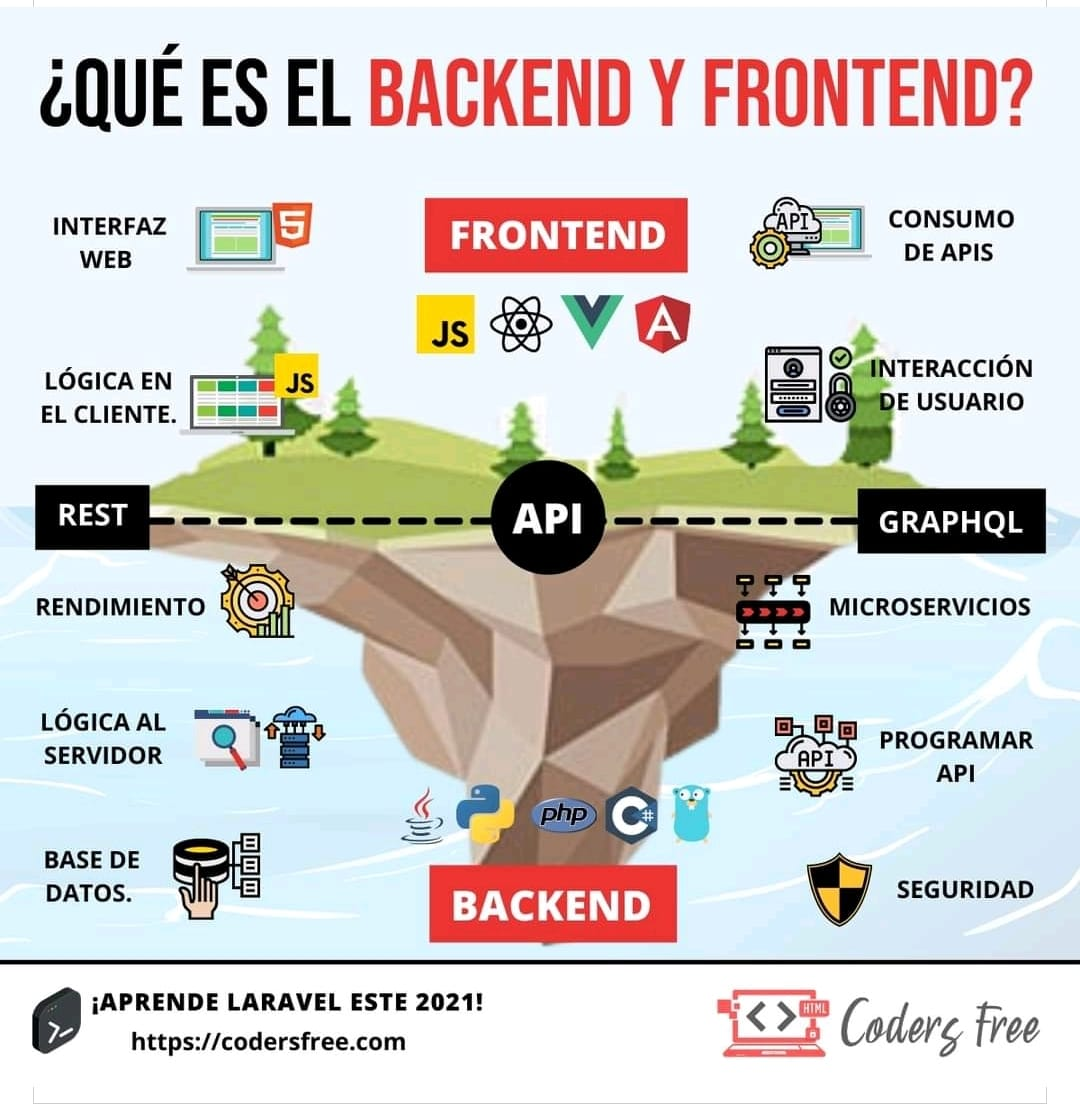 ¿QUÉ ES EL BACKEND Y FRONTEND?
INTERFAZ
WEB
5
FRONTEND
API
CONSUMO
DE APIS
JS
A
LÓGICA EN
EL CLIENTE.
JS
INTERACCIÓN
DE USUARIO
REST
API
GRAPHQL
RENDIMIENTO
MICROSERVICIOS
LÓGICA AL
SERVIDOR
PROGRAMAR
API
API
php
C#
BASE DE
DATOS.
BACKEND
SEGURIDAD
¡APRENDE LARAVEL ESTE 2021!
https://codersfree.com
<> HTML
Coders Free